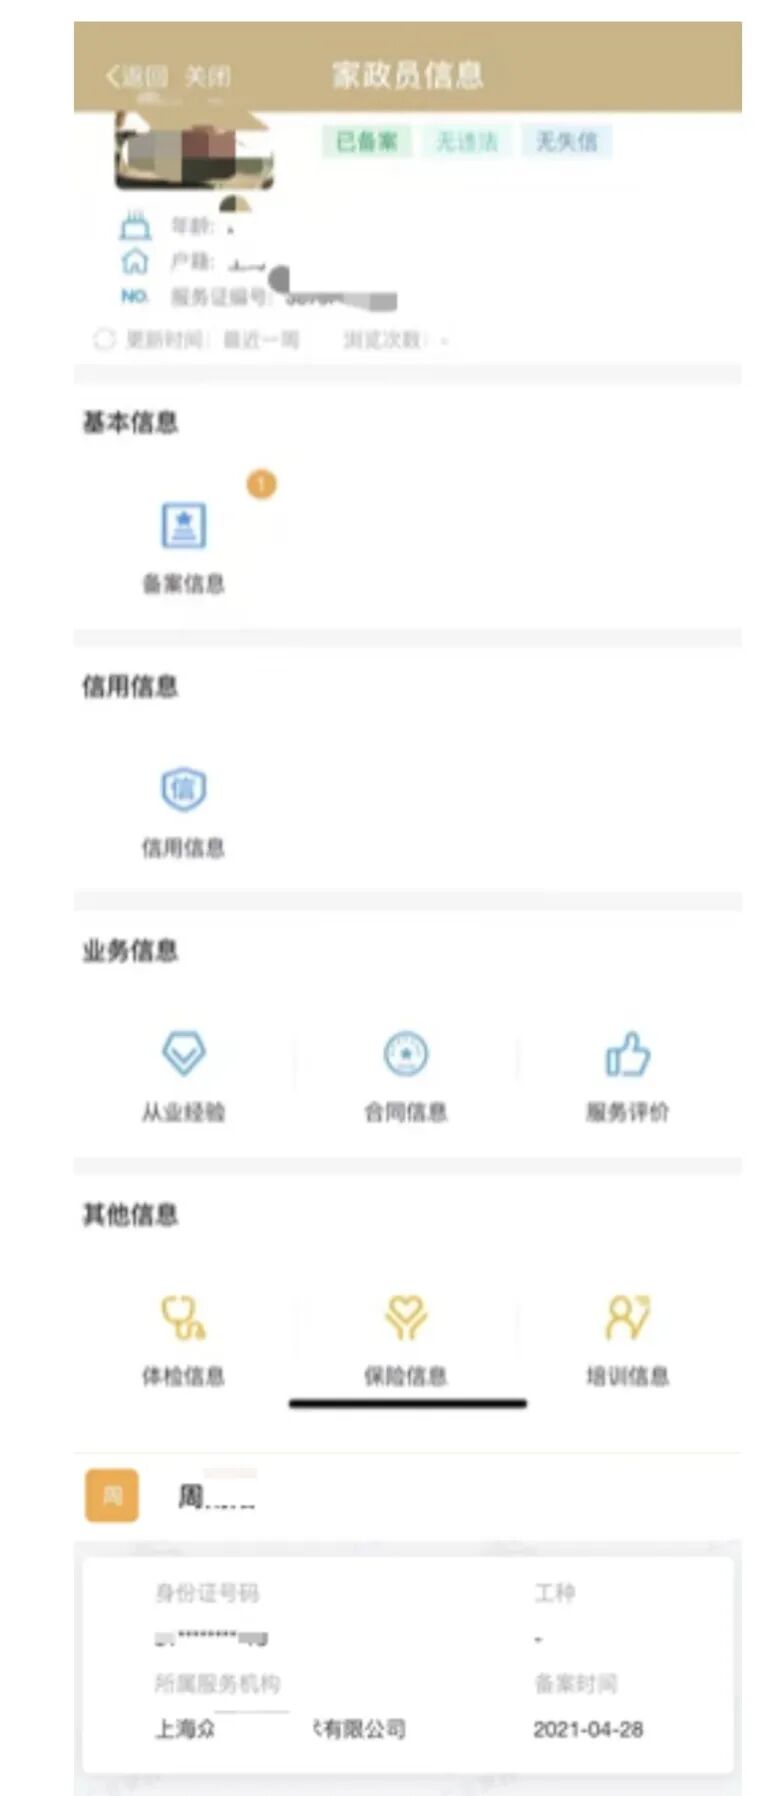 返回 关闭 家政员信息
已备案 无违法 无失信
年龄:
户籍:
NO. 服务证编号:
更新时间: 最近一周 浏览次数: -
基本信息
1
备案信息
信用信息
信
信用信息
业务信息
从业经验 合同信息 服务评价
其他信息
体检信息 保险信息 培训信息
周 周
身份证号码 工种
******** -
所属服务机构 备案时间
上海众 有限公司 2021-04-28